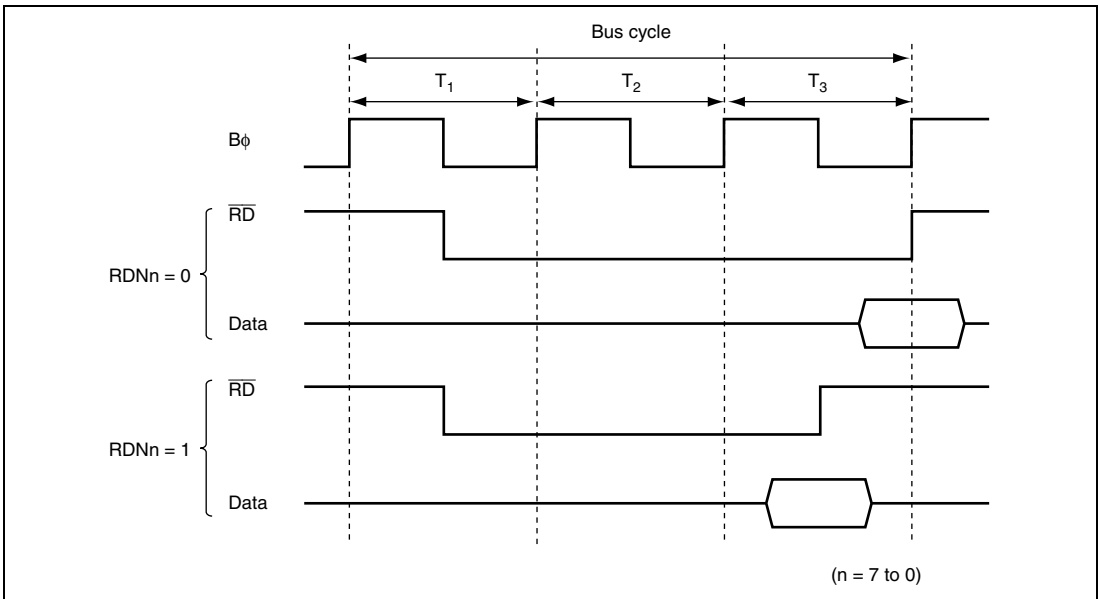 Bus cycle
T1 T2 T3
Bϕ
RD
RDNn = 0
Data
RD
RDNn = 1
Data
(n = 7 to 0)